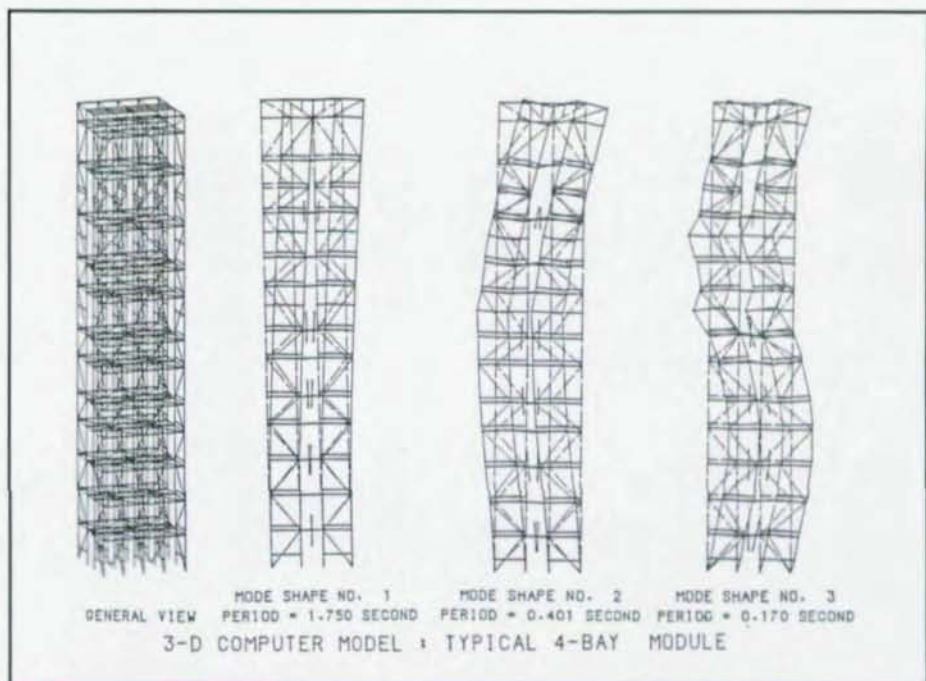 GENERAL VIEW
MODE SHAPE NO. 1
PERIOD = 1.750 SECOND
MODE SHAPE NO. 2
PERIOD = 0.401 SECOND
MODE SHAPE NO. 3
PERIOD = 0.170 SECOND
3-D COMPUTER MODEL : TYPICAL 4-BAY MODULE